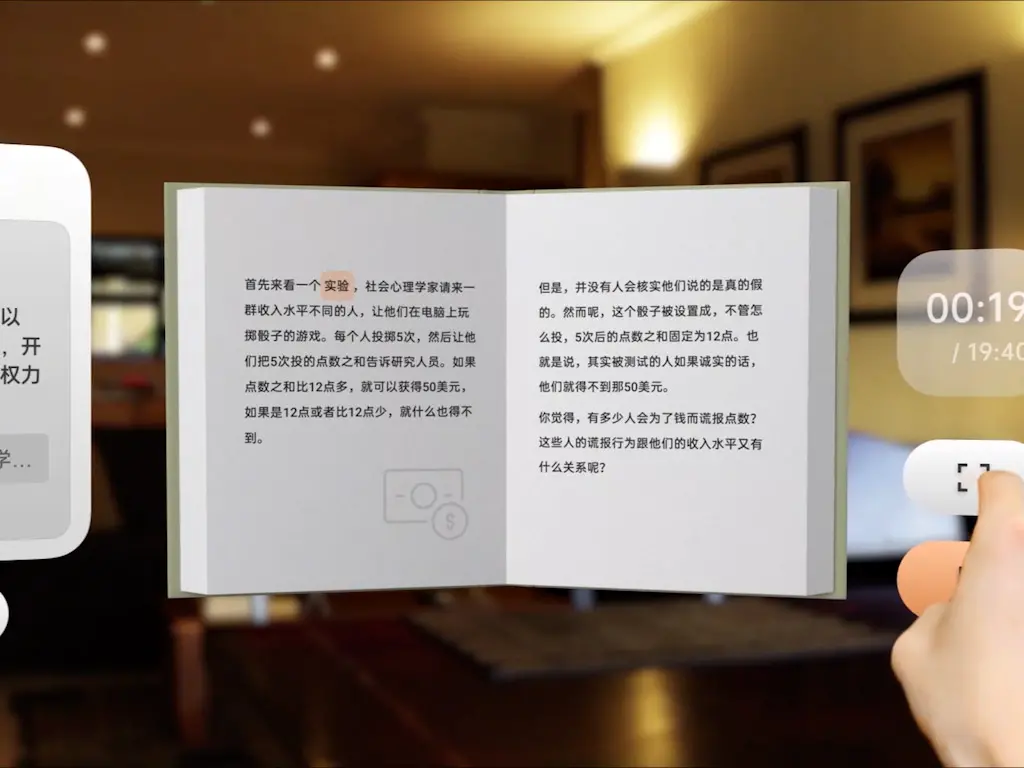 以
，开
权力
学...
首先来看一个 实验 ，社会心理学家请来一
群收入水平不同的人，让他们在电脑上玩
掷骰子的游戏。每个人投掷5次，然后让他
们把5次投的点数之和告诉研究人员。如果
点数之和比12点多，就可以获得50美元，
如果是12点或者比12点少，就什么也得不
到。
$
但是，并没有人会核实他们说的是真的假
的。然而呢，这个骰子被设置成，不管怎
么投，5次后的点数之和固定为12点。也
就是说，其实被测试的人如果诚实的话，
他们就得不到那50美元。
你觉得，有多少人会为了钱而谎报点数？
这些人的谎报行为跟他们的收入水平又有
什么关系呢？
00:19
/ 19:40